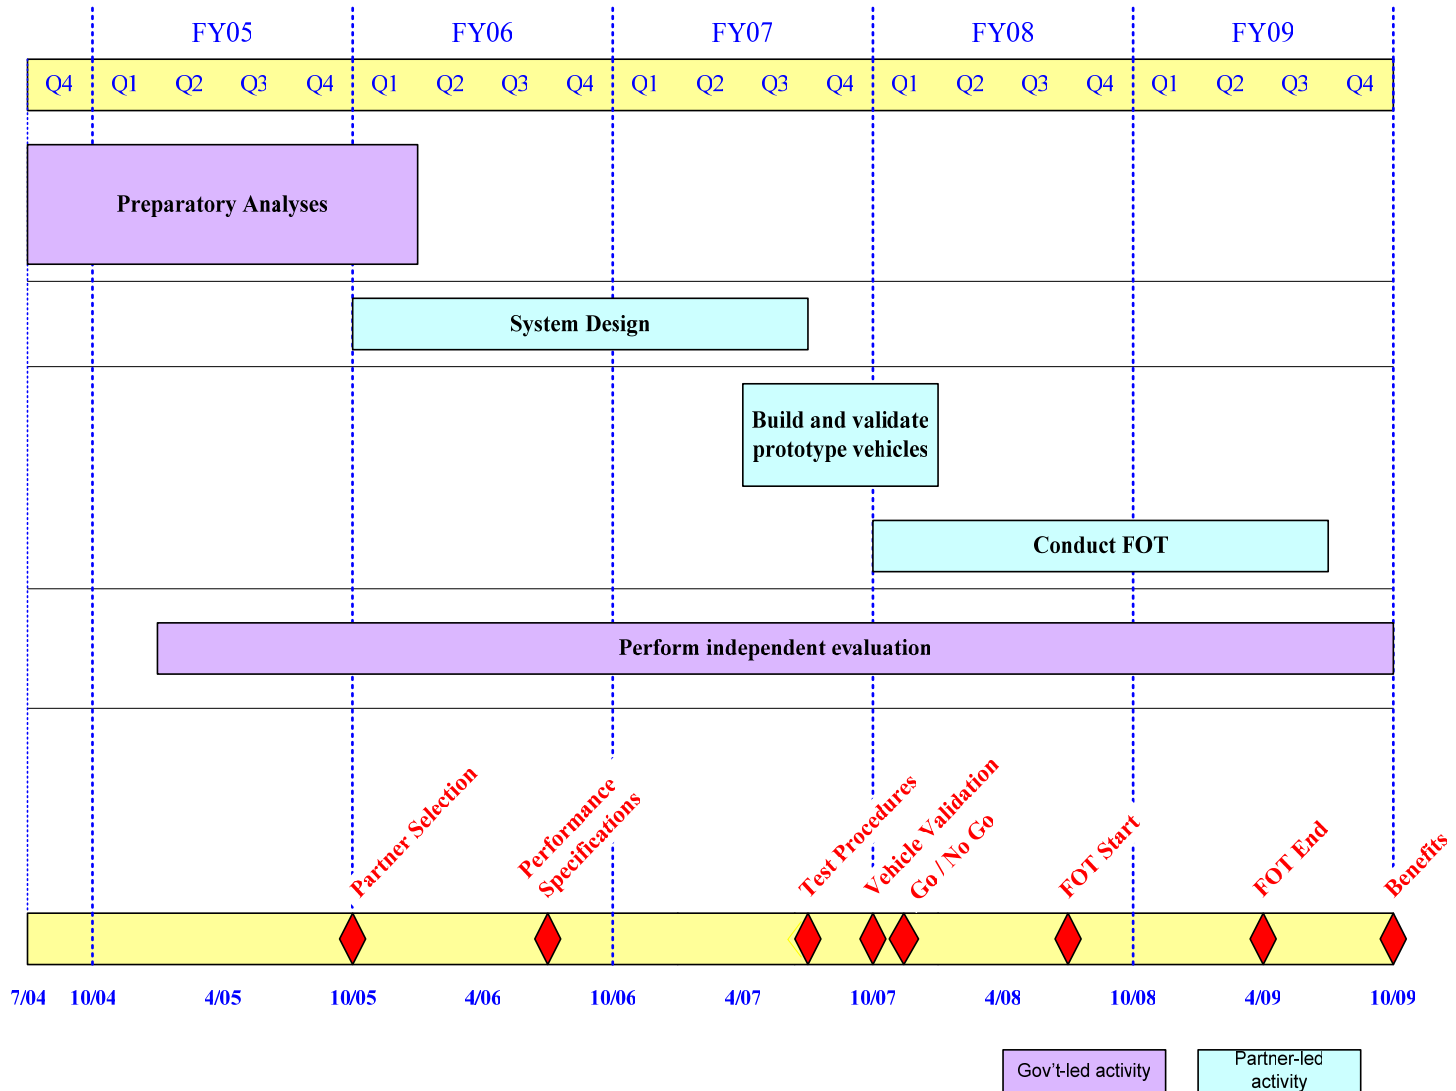 FY05 FY06 FY07 FY08 FY09
Q4 Q1 Q2 Q3 Q4 Q1 Q2 Q3 Q4 Q1 Q2 Q3 Q4 Q1 Q2 Q3 Q4 Q1 Q2 Q3 Q4
Preparatory Analyses
System Design
Build and validate
prototype vehicles
Conduct FOT
Perform independent evaluation
Partner Selection
Performance
Specifications
Test Procedures
Vehicle Validation
Go / No Go
FOT Start
FOT End
Benefits
7/04 10/04 4/05 10/05 4/06 10/06 4/07 10/07 4/08 10/08 4/09 10/09
Gov't-led activity
Partner-led
activity